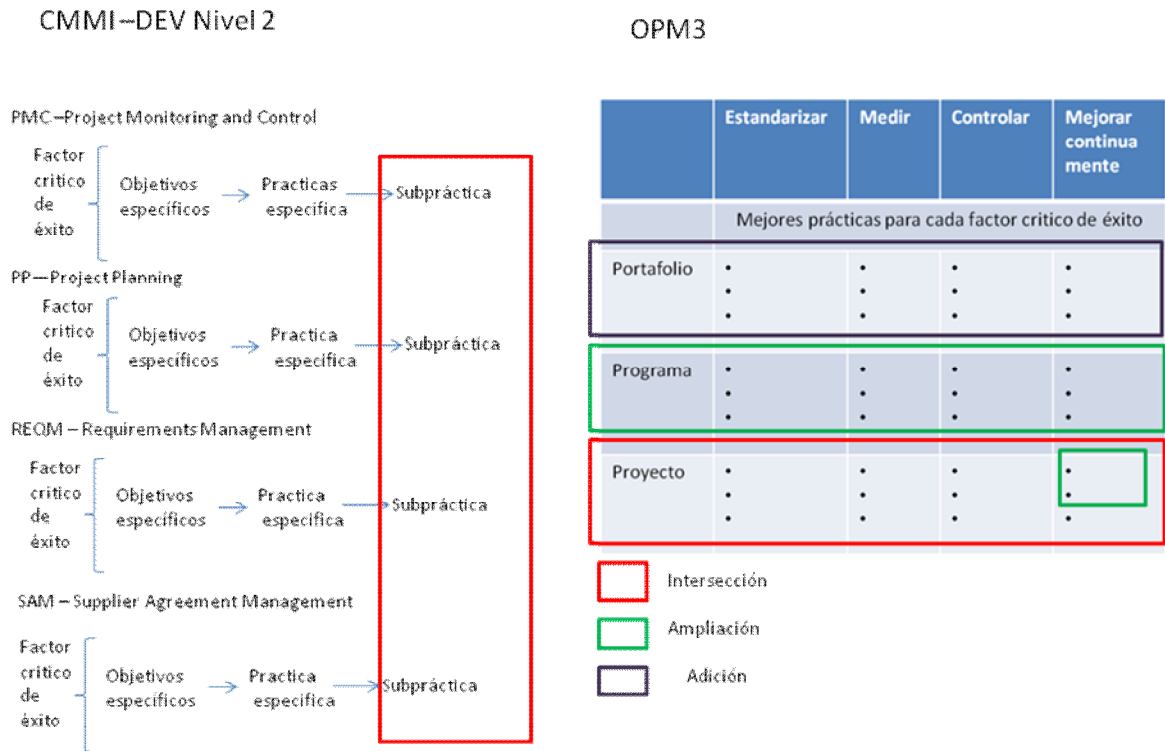 CMMI–DEV Nivel 2
PMC–Project Monitoring and Control
Factor
critico
de
éxito
Objetivos
específicos
Practicas
específica
Subpráctica
PP—Project Planning
Factor
critico
de
éxito
Objetivos
específicos
Practica
específica
Subpráctica
REQM – Requirements Management
Factor
critico
de
éxito
Objetivos
específicos
Practica
especifica
Subpráctica
SAM – Supplier Agreement Management
Factor
critico
de
éxito
Objetivos
específicos
Practica
especifica
Subpráctica
OPM3
Estandarizar
Medir
Controlar
Mejorar
continua
mente
Mejores prácticas para cada factor critico de éxito
Portafolio
Programa
Proyecto
Intersección
Ampliación
Adición